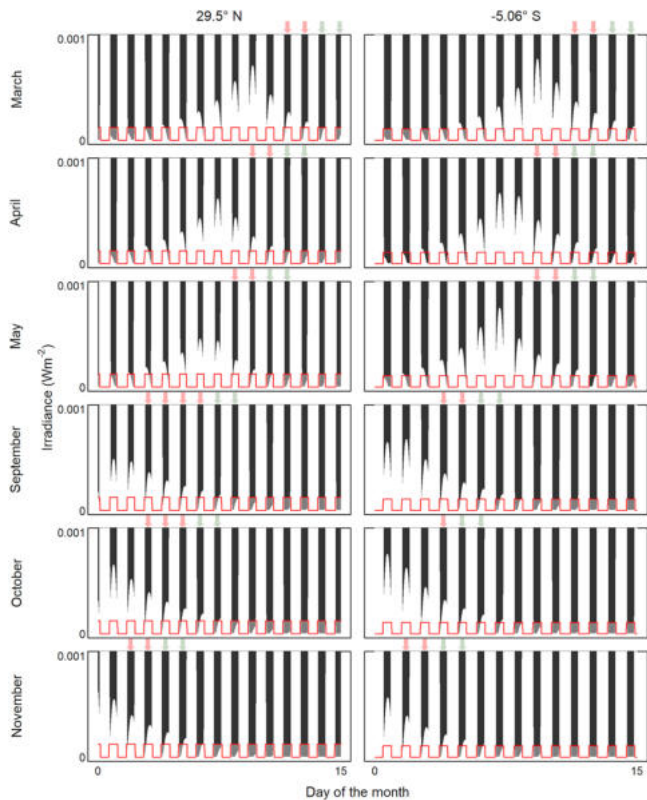 29.5° N
-5.06° S
March
0.001
0
April
0.001
0
May
0.001
0
Irradiance (Wm-2)
September
0.001
0
October
0.001
0
November
0.001
0
0
15
0
15
Day of the month